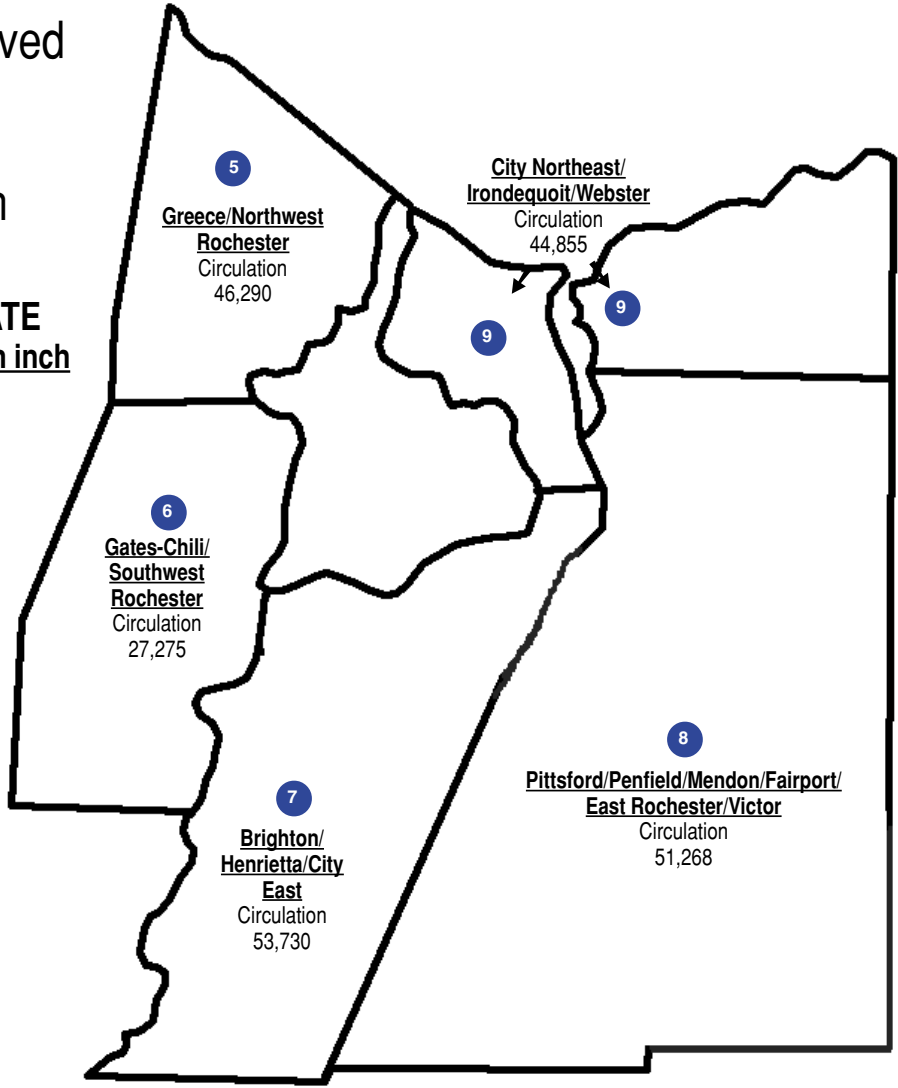 5
Greece/Northwest
Rochester
Circulation
46,290
City Northeast/
Irondequoit/Webster
Circulation
44,855
9
9
6
Gates-Chili/
Southwest
Rochester
Circulation
27,275
7
Brighton/
Henrietta/City
East
Circulation
53,730
8
Pittsford/Penfield/Mendon/Fairport/
East Rochester/Victor
Circulation
51,268
inch